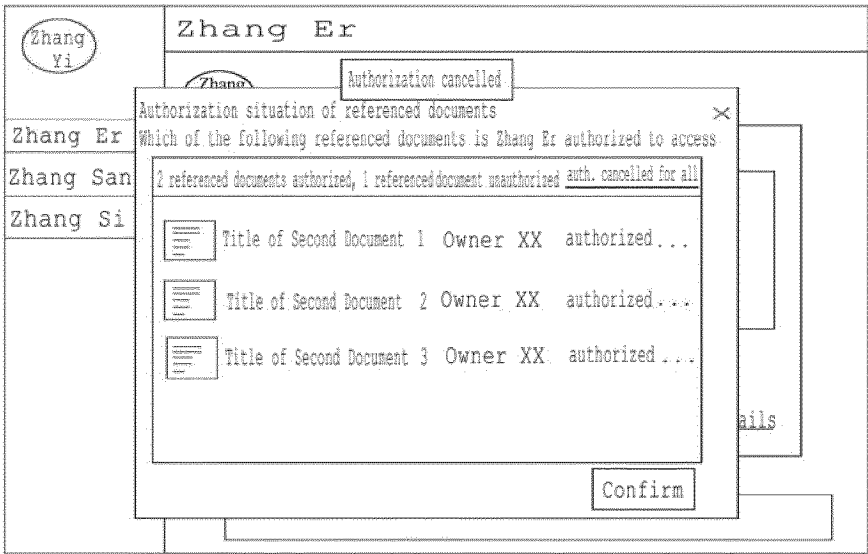 Zhang
Yi
Zhang Er
Zhang
Authorization cancelled
Authorization situation of referenced documents
Which of the following referenced documents is Zhang Er authorized to access
Zhang Er
Zhang San
Zhang Si
2 referenced documents authorized, 1 referenced document unauthorized auth. cancelled for all
Title of Second Document 1 Owner XX authorized...
Title of Second Document 2 Owner XX authorized...
Title of Second Document 3 Owner XX authorized...
ails
Confirm